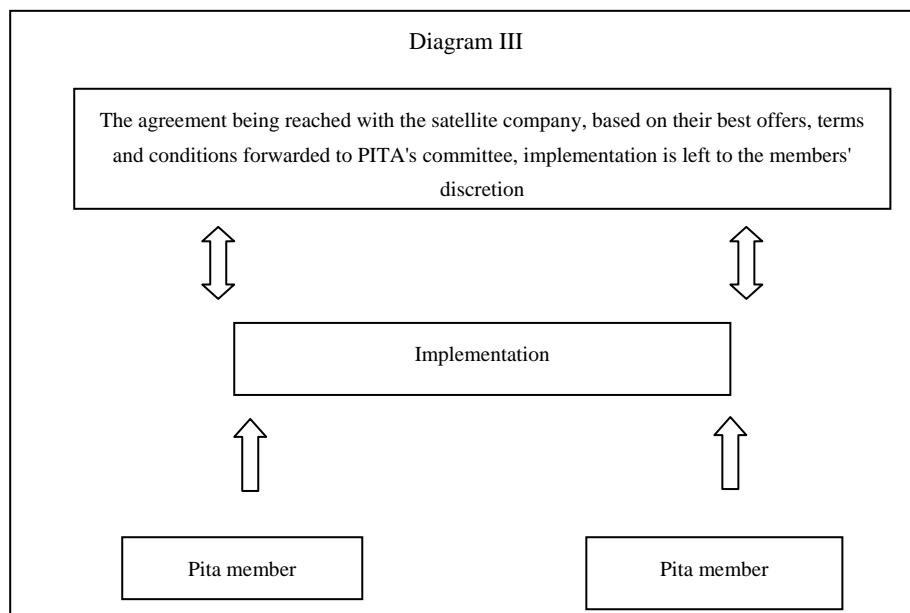 Diagram III
The agreement being reached with the satellite company, based on their best offers, terms
and conditions forwarded to PITA's committee, implementation is left to the members'
discretion
Implementation
Pita member
Pita member